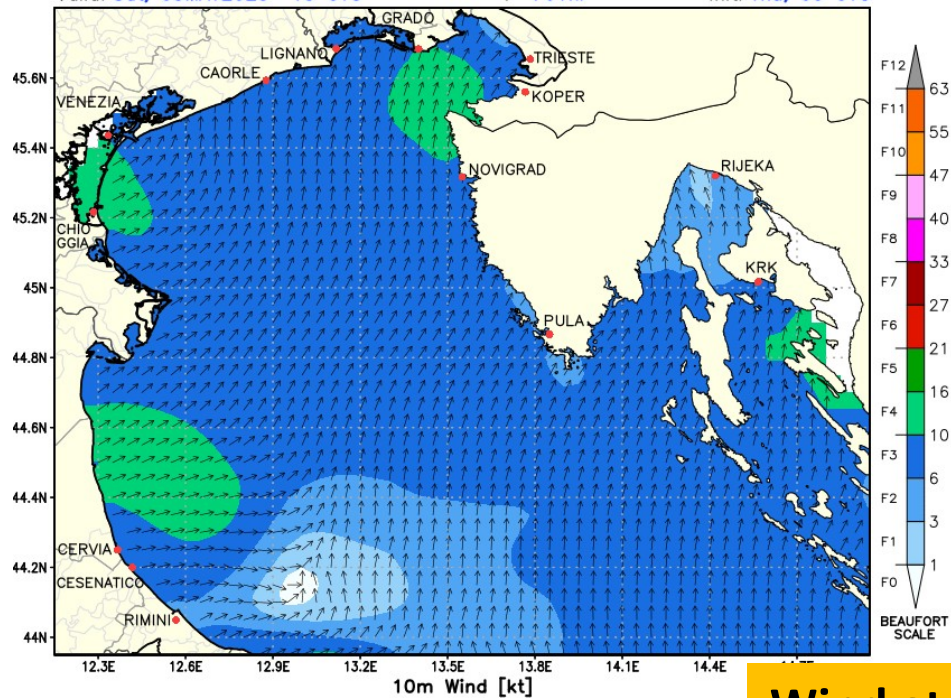 GRADO
LIGNANO
TRIESTE
CAORLE
KOPER
VENEZIA
NOVIGRAD
RIJEKA
CHIO
GGIA
KRK
PULA
CERVIA
CESENATICO
RIMINI
45.6N
45.4N
45.2N
45N
44.8N
44.6N
44.4N
44.2N
44N
12.3E
12.6E
12.9E
13.2E
13.5E
13.8E
14.1E
14.4E
10m Wind [kt]
F12
63
F11
55
F10
47
F9
40
F8
33
F7
27
F6
21
F5
16
F4
10
F3
6
F2
3
F1
1
F0
BEAUFORT
SCALE